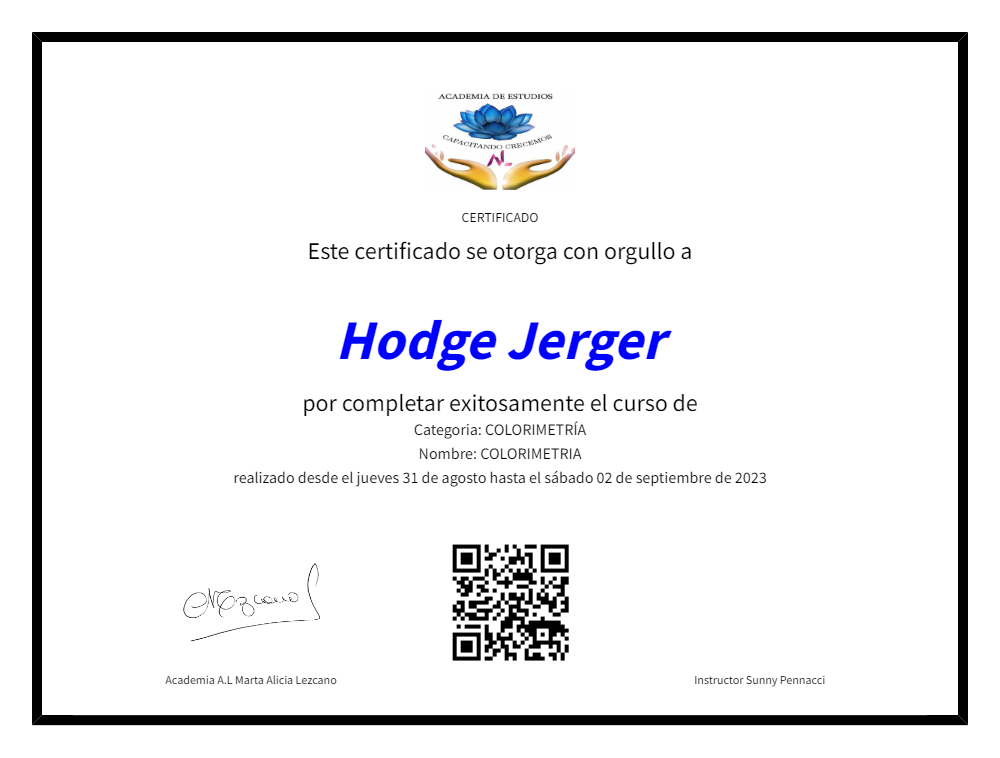 ACADEMIA DE ESTUDIOS
CAPACITANDO CRECEMOS
AL
CERTIFICADO
Este certificado se otorga con orgullo a
Hodge Jerger
por completar exitosamente el curso de
Categoria: COLORIMETRÍA
Nombre: COLORIMETRIA
realizado desde el jueves 31 de agosto hasta el sábado 02 de septiembre de 2023
Academia A.L Marta Alicia Lezcano
Instructor Sunny Pennacci